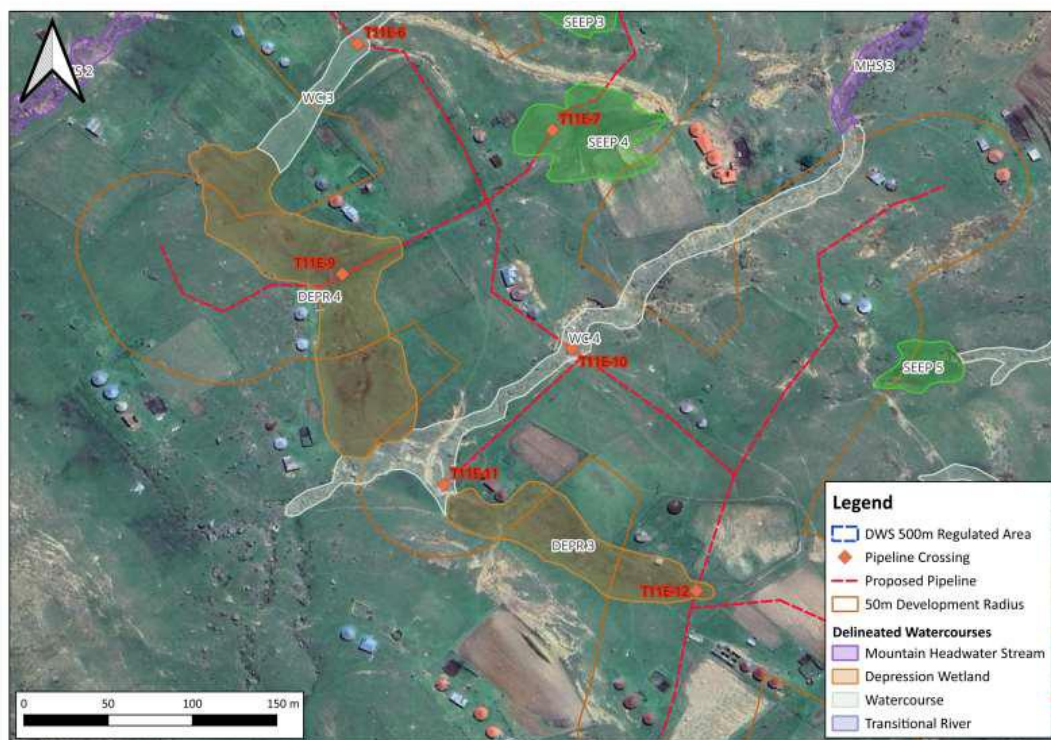 T11E-6
SEEP 3
S 2
MHS 3
WC 3
T11E-7
SEEP 4
T11E-9
DEPR 4
WC 4
T11E-10
SEEP 5
T11E-11
DEPR 3
T11E-12
Legend
DWS 500m Regulated Area
Pipeline Crossing
Proposed Pipeline
50m Development Radius
Delineated Watercourses
Mountain Headwater Stream
Depression Wetland
Watercourse
Transitional River
0 50 100 150 m